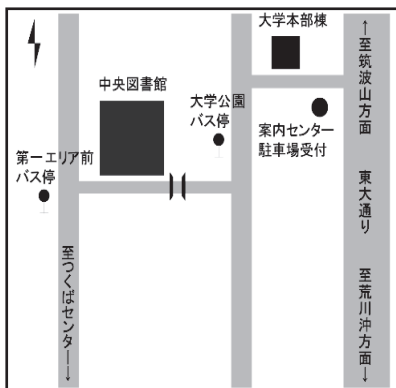 大学本部棟
中央図書館
大学公園
バス停
案内センター
駐車場受付
第一エリア前
バス停
↑至筑波山方面
東大通り
至荒川沖方面↓
至つくばセンター↓